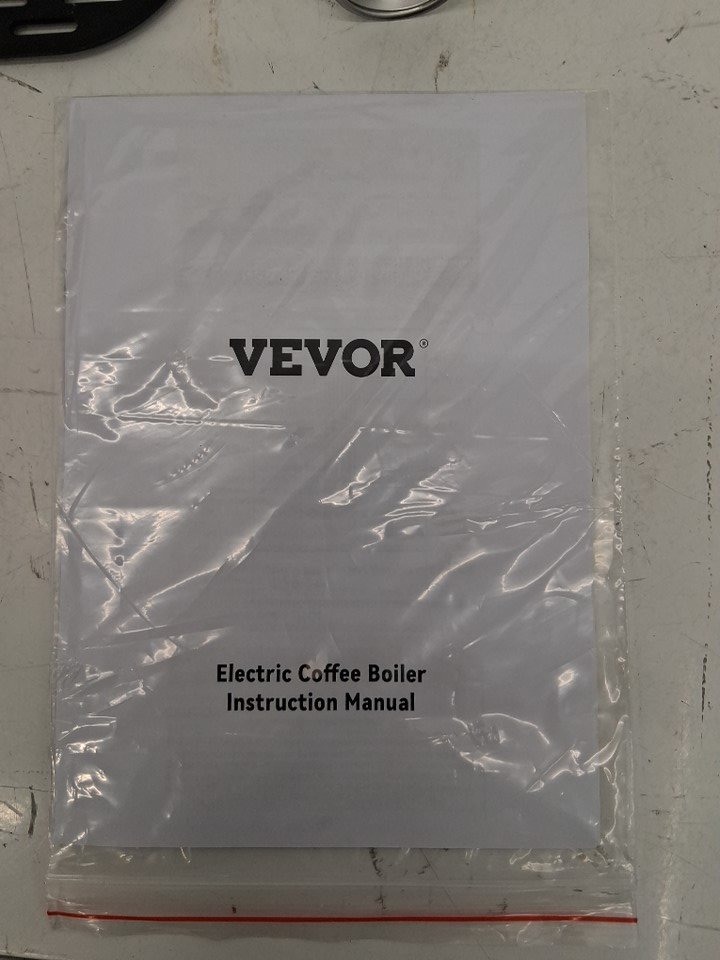 VEVOR®
Electric Coffee Boiler
Instruction Manual